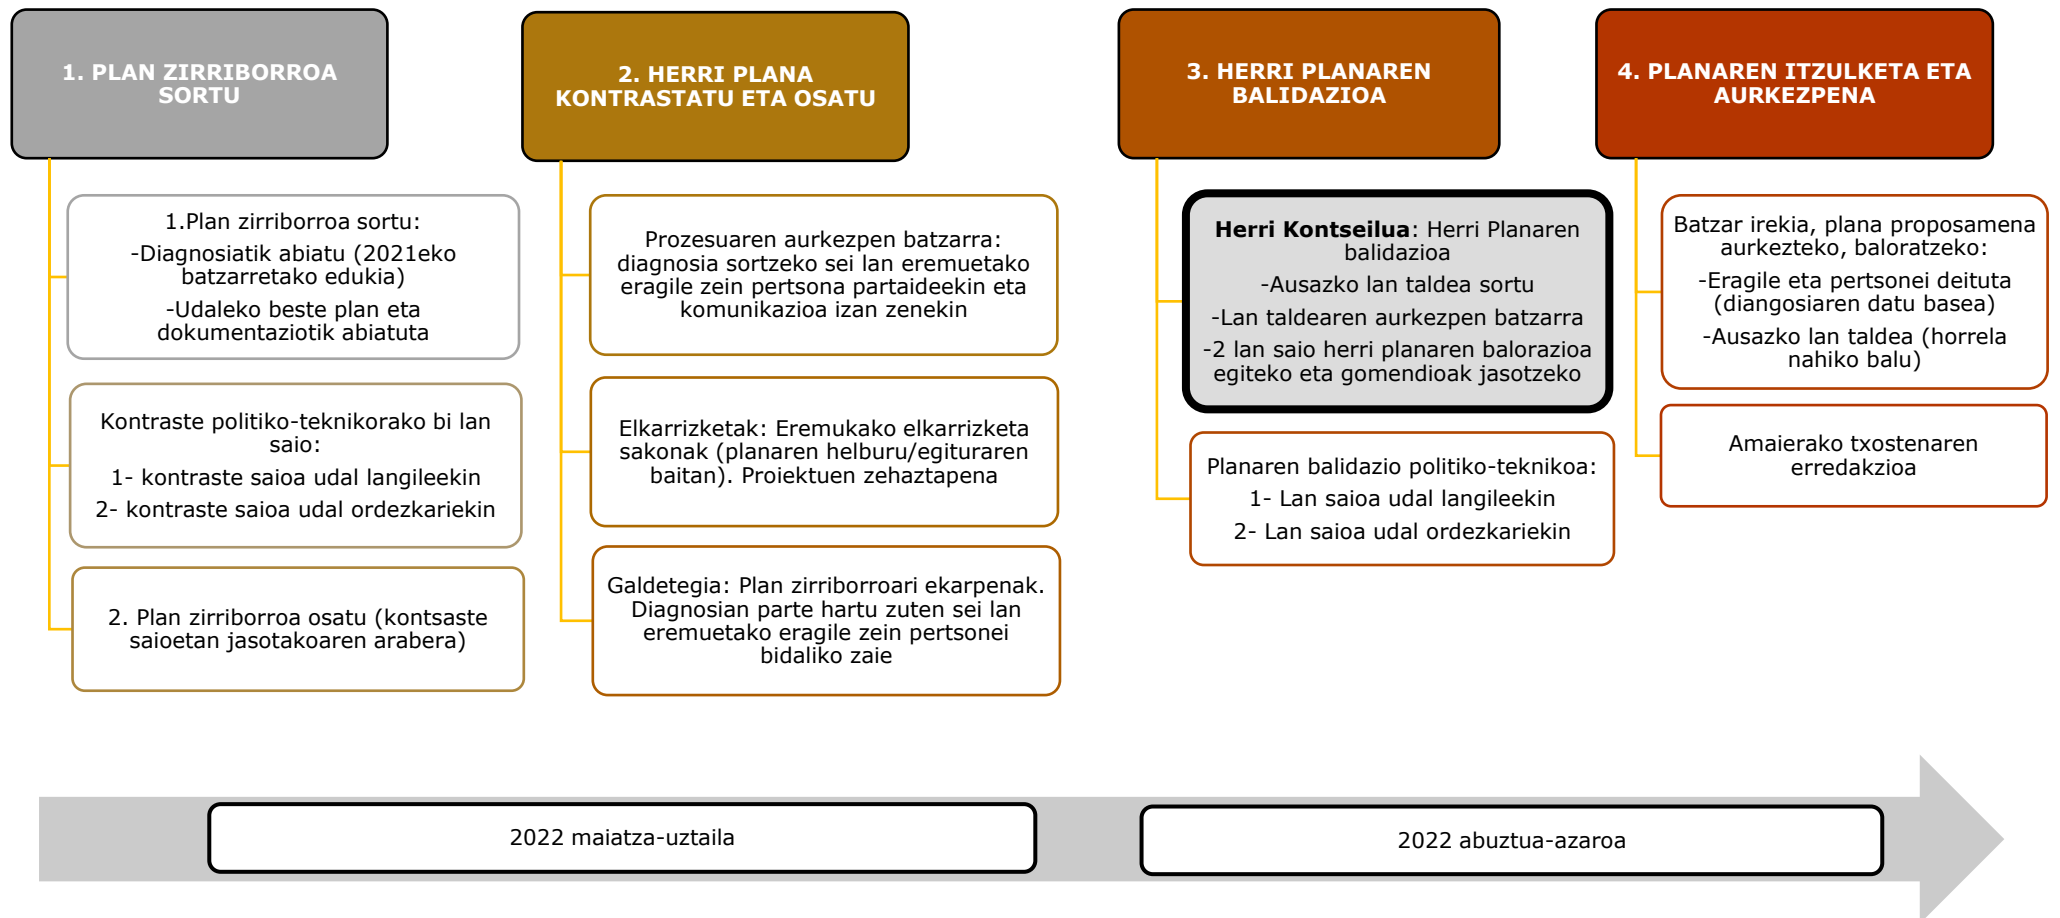 1. PLAN ZIRRIBORROA
SORTU
1.Plan zirriborroa sortu:
-Diagnosiatik abiatu (2021eko
batzarretako edukia)
-Udaleko beste plan eta
dokumentaziotik abiatuta
Kontraste politiko-teknikorako bi lan
saio:
1- kontraste saioa udal langileekin
2- kontraste saioa udal ordezkariekin
2. Plan zirriborroa osatu (kontsaste
saioetan jasotakoaren arabera)
2. HERRI PLANA
KONTRASTATU ETA OSATU
Prozesuaren aurkezpen batzarra:
diagnosia sortzeko sei lan eremuetako
eragile zein pertsona partaideekin eta
komunikazioa izan zenekin
Elkarrizketak: Eremukako elkarrizketa
sakonak (planaren helburu/egituraren
baitan). Proiektuen zehaztapena
Galdetegia: Plan zirriborroari ekarpenak.
Diagnosian parte hartu zuten sei lan
eremuetako eragile zein pertsonei
bidaliko zaie
3. HERRI PLANAREN
BALIDAZIOA
Herri Kontseilua: Herri Planaren
balidazioa
-Ausazko lan taldea sortu
-Lan taldearen aurkezpen batzarra
-2 lan saio herri planaren balorazioa
egiteko eta gomendioak jasotzeko
Planaren balidazio politiko-teknikoa:
1- Lan saioa udal langileekin
2- Lan saioa udal ordezkariekin
4. PLANAREN ITZULKETA ETA
AURKEZPENA
Batzar irekia, plana proposamena
aurkezteko, baloratzeko:
-Eragile eta pertsonei deituta
(diangosiaren datu basea)
-Ausazko lan taldea (horrela
nahiko balu)
Amaierako txostenaren
erredakzioa
2022 maiatza-uztaila
2022 abuztua-azaroa